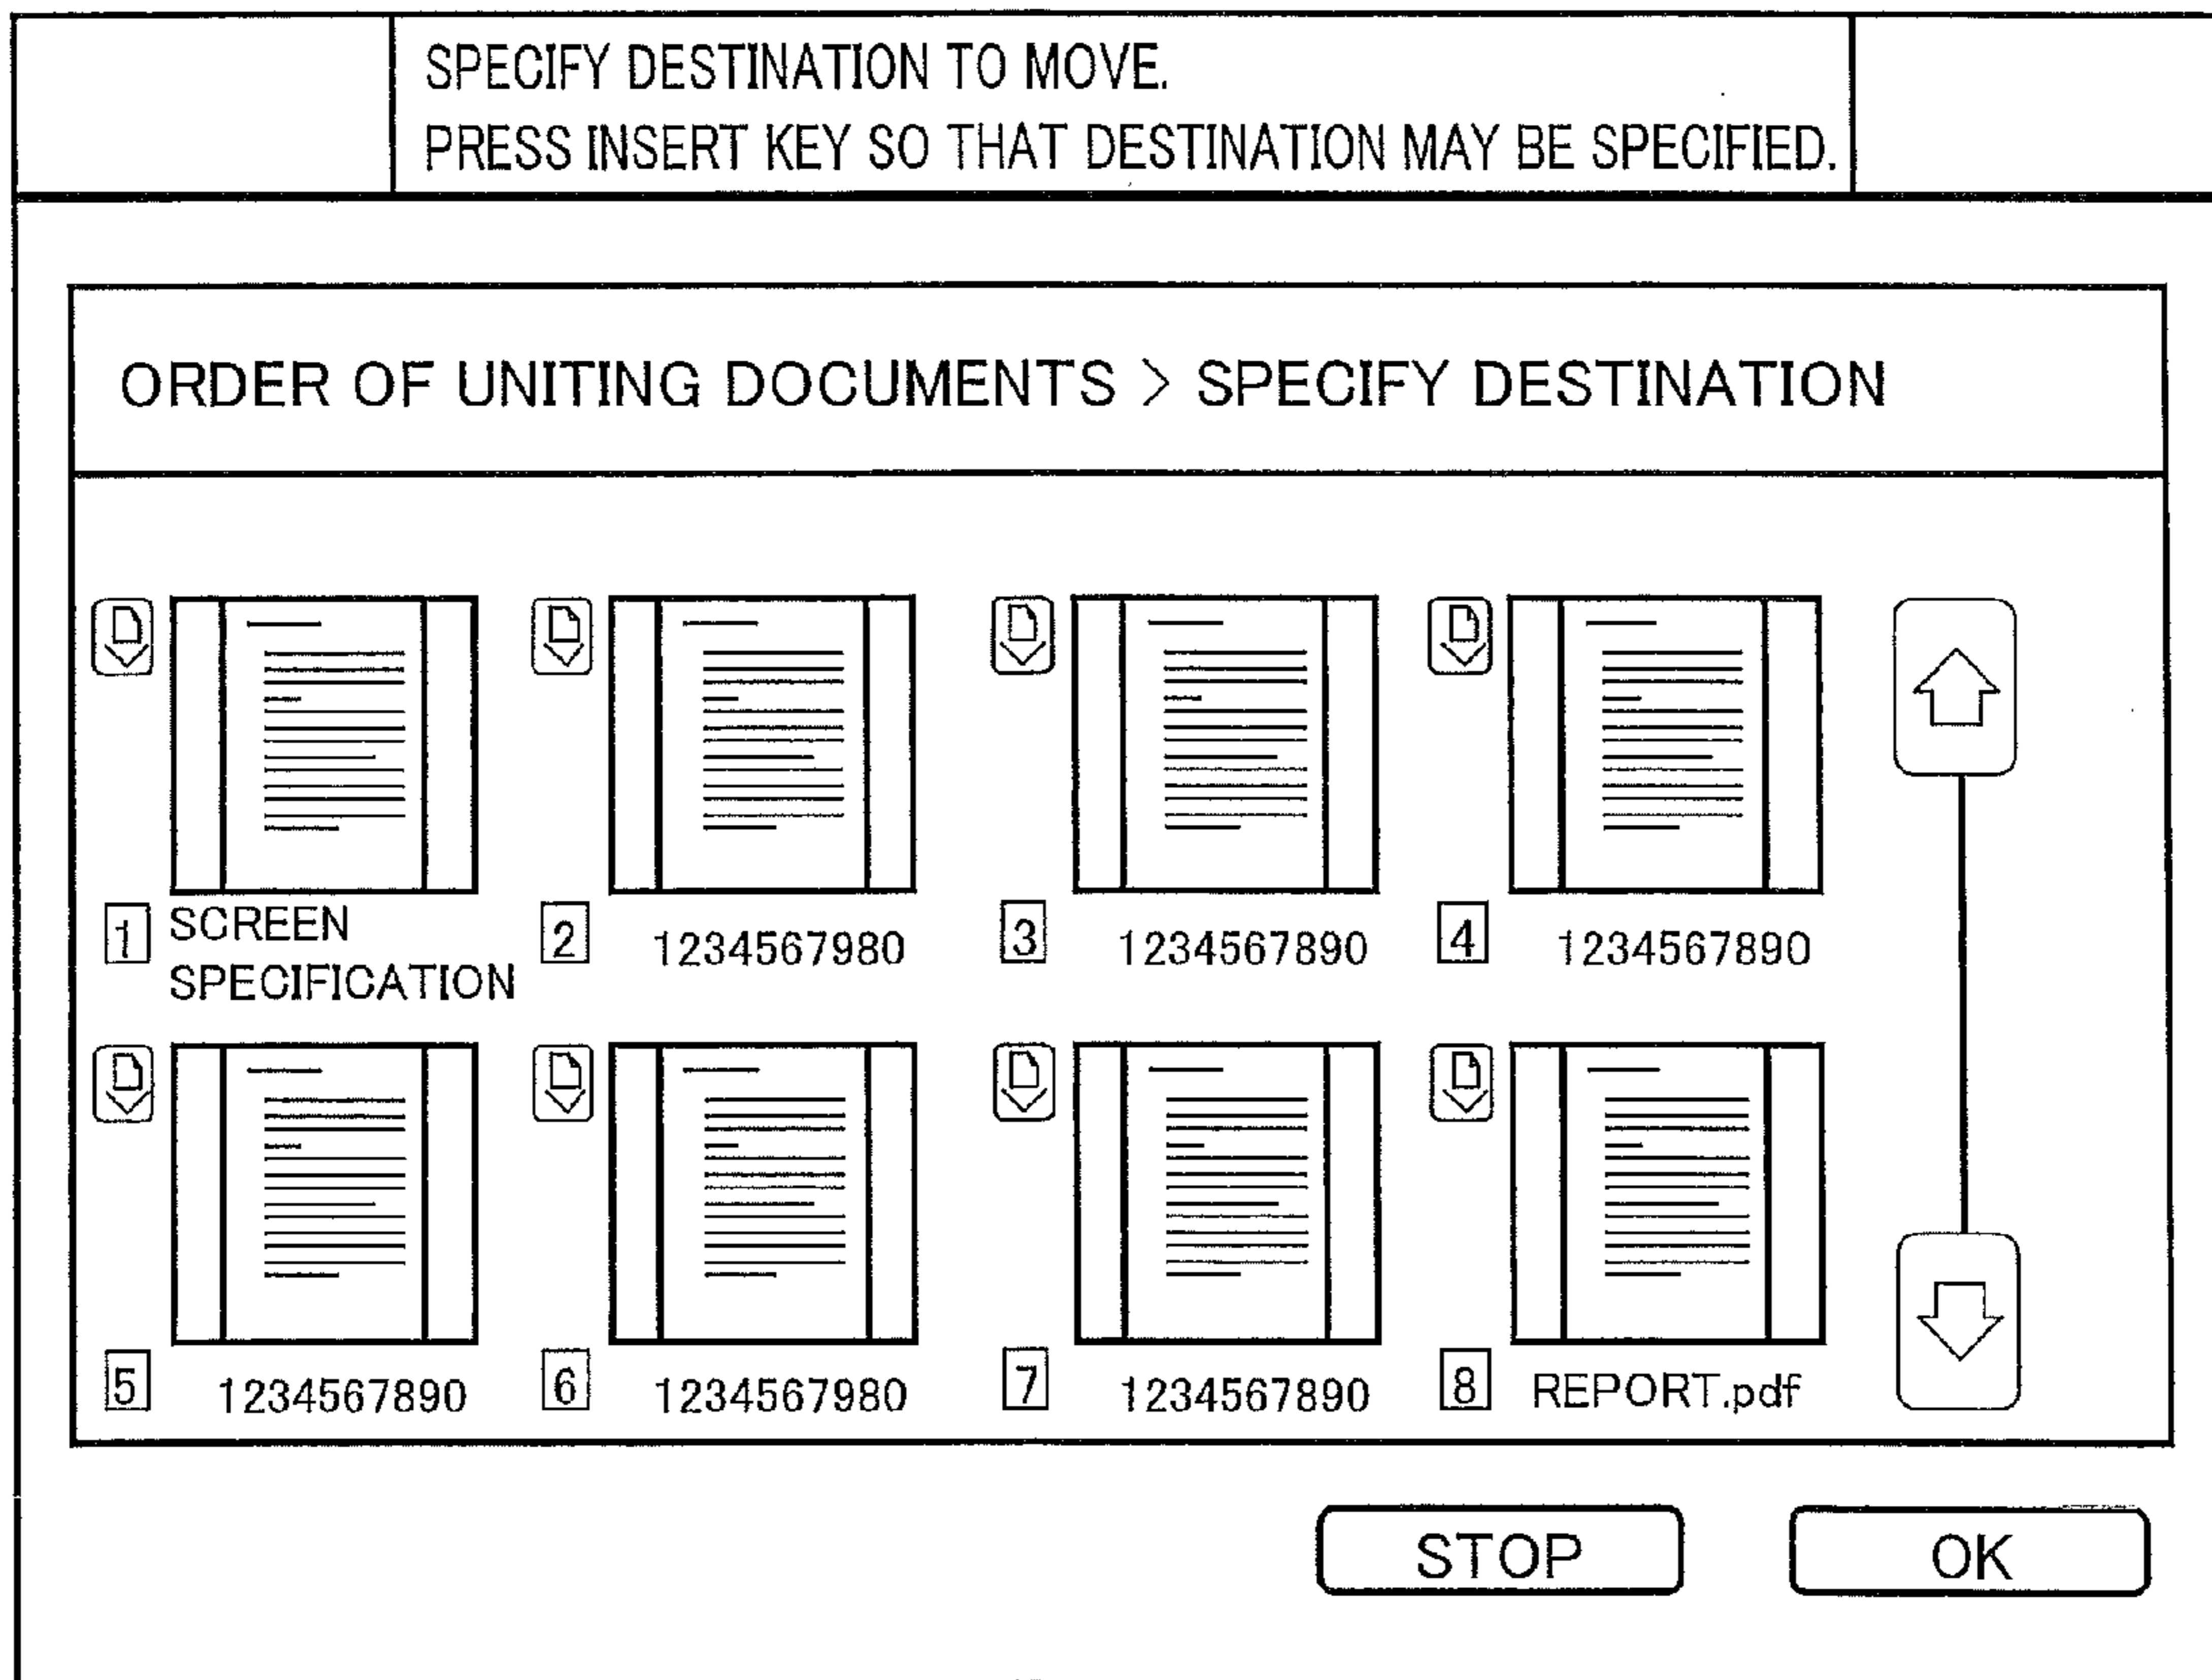 SPECIFY DESTINATION TO MOVE.
PRESS INSERT KEY SO THAT DESTINATION MAY BE SPECIFIED.
ORDER OF UNITING DOCUMENTS > SPECIFY DESTINATION
1 SCREEN SPECIFICATION
2 1234567980
3 1234567890
4 1234567890
5 1234567890
6 1234567980
7 1234567890
8 REPORT.pdf
STOP
OK